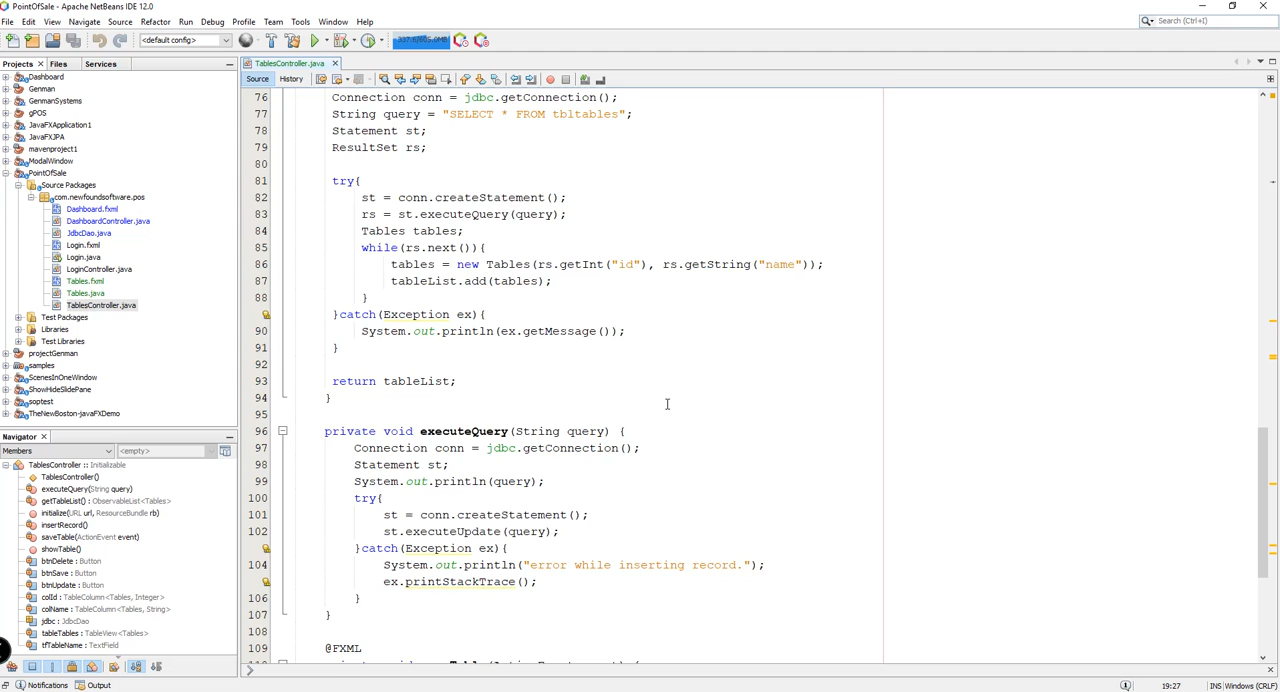 PointOfSale - Apache NetBeans IDE 12.0
File Edit View Navigate Source Refactor Run Debug Profile Team Tools Window Help
Search (Ctrl+I)
<default config>
Projects Files Services
TablesController.java
Source History
Dashboard
Genman
GenmanSystems
gPOS
JavaFXApplication1
JavaFXJPA
mavenproject1
ModalWindow
PointOfSale
Source Packages
com.newfoundsoftware.pos
Dashboard.fxml
DashboardController.java
JdbcDao.java
Login.fxml
Login.java
LoginController.java
Tables.fxml
Tables.java
TablesController.java
Test Packages
Libraries
Test Libraries
projectGenman
samples
ScenesInOneWindow
ShowHideSlidePane
soptest
TheNewBoston-javaFXDemo
Navigator
Members <empty>
TablesController :: Initializable
TablesController()
executeQuery(String query)
getTableList() : ObservableList<Tables>
initialize(URL url, ResourceBundle rb)
insertRecord()
saveTable(ActionEvent event)
showTable()
btnDelete : Button
btnSave : Button
btnUpdate : Button
colId : TableColumn<Tables, Integer>
colName : TableColumn<Tables, String>
jdbc : JdbcDao
tableTables : TableView<Tables>
tfTableName : TextField
76 Connection conn = jdbc.getConnection();
77 String query = "SELECT * FROM tbltables";
78 Statement st;
79 ResultSet rs;
80
81 try{
82 st = conn.createStatement();
83 rs = st.executeQuery(query);
84 Tables tables;
85 while(rs.next()){
86 tables = new Tables(rs.getInt("id"), rs.getString("name"));
87 tableList.add(tables);
88 }
}catch(Exception ex){
90 System.out.println(ex.getMessage());
91 }
92
93 return tableList;
94 }
95
96 private void executeQuery(String query) {
97 Connection conn = jdbc.getConnection();
98 Statement st;
99 System.out.println(query);
100 try{
101 st = conn.createStatement();
102 st.executeUpdate(query);
}catch(Exception ex){
104 System.out.println("error while inserting record.");
ex.printStackTrace();
106 }
107 }
108
109 @FXML
Notifications Output
19:27 INS Windows (CRLF)